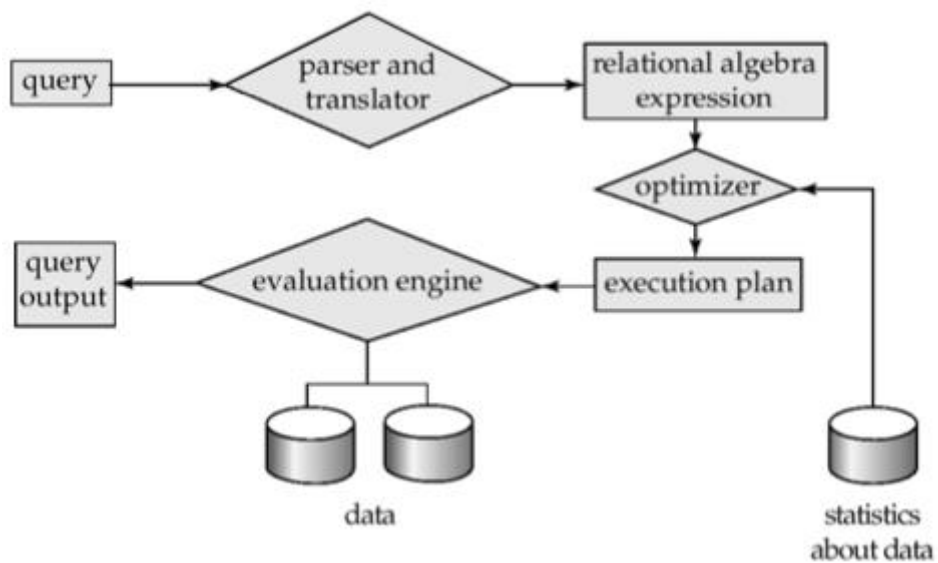 query
parser and
translator
relational algebra
expression
optimizer
query
output
evaluation engine
execution plan
data
statistics
about data